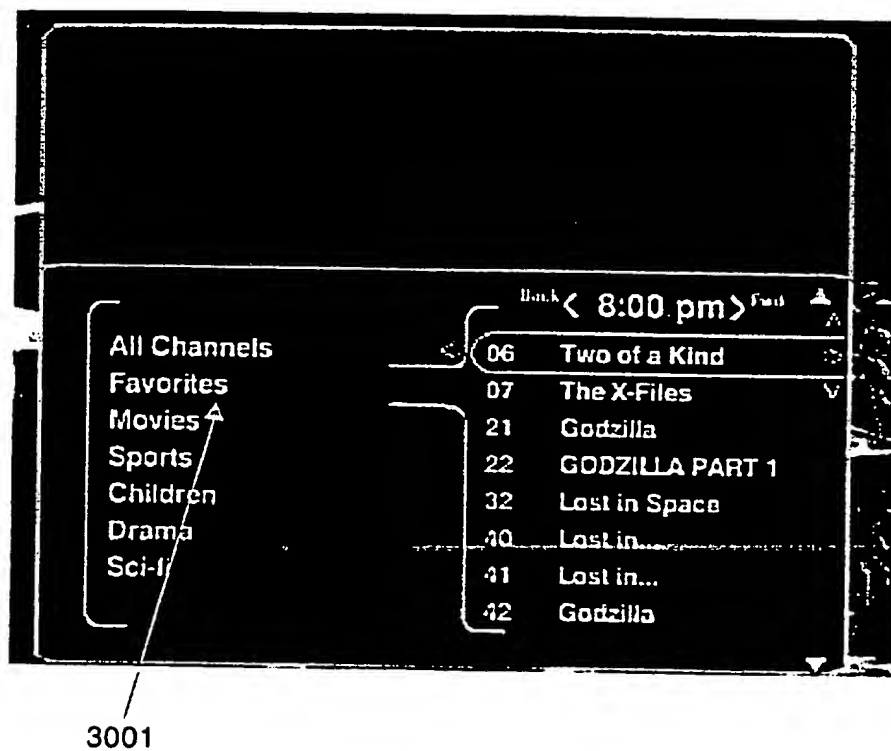 Back < 8:00 pm > Fwd
All Channels
Favorites
Movies
Sports
Children
Drama
Sci-fi
06 Two of a Kind
07 The X-Files
21 Godzilla
22 GODZILLA PART 1
32 Lost in Space
40 Lost in...
41 Lost in...
42 Godzilla
3001